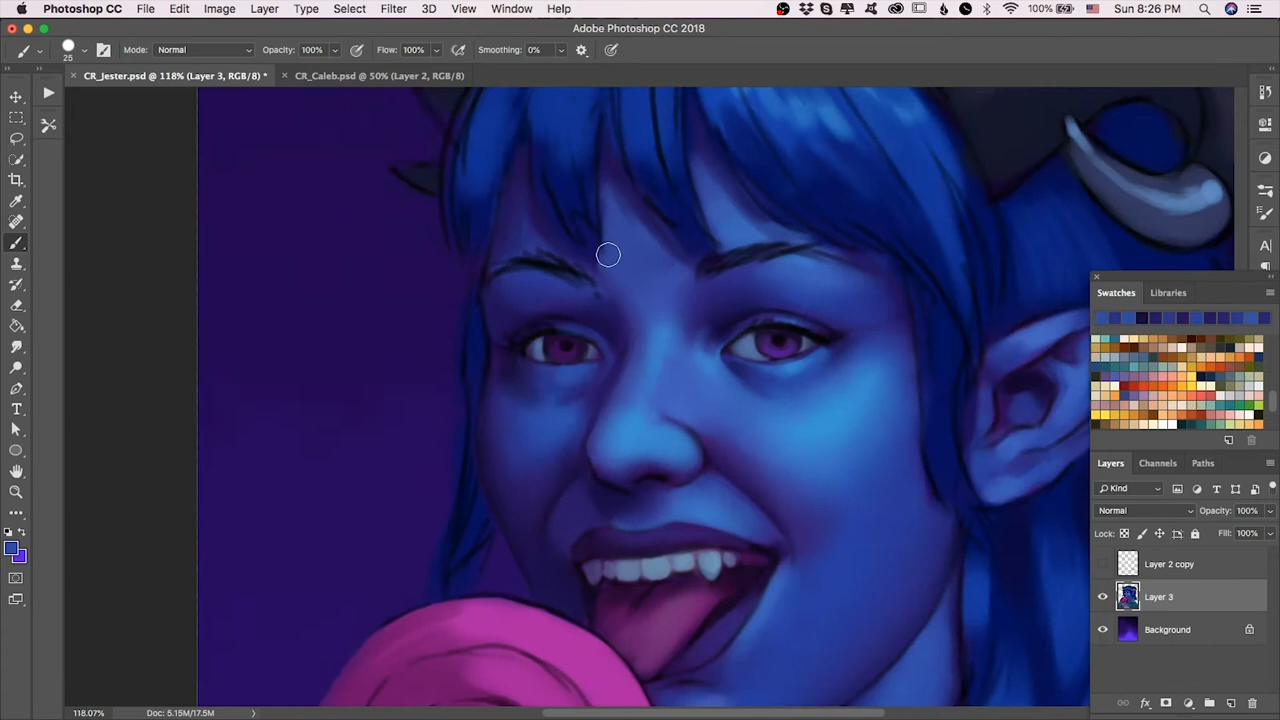 Photoshop CC File Edit Image Layer Type Select Filter 3D View Window Help 100% Sun 8:26 PM
Adobe Photoshop CC 2018
25 Mode: Normal Opacity: 100% Flow: 100% Smoothing: 0%
CR_Jester.psd @ 118% (Layer 3, RGB/8) * CR_Caleb.psd @ 50% (Layer 2, RGB/8)
Swatches Libraries
Layers Channels Paths
Kind
Normal Opacity: 100%
Lock: Fill: 100%
Layer 2 copy
Layer 3
Background
118.07% Doc: 5.15M/17.5M